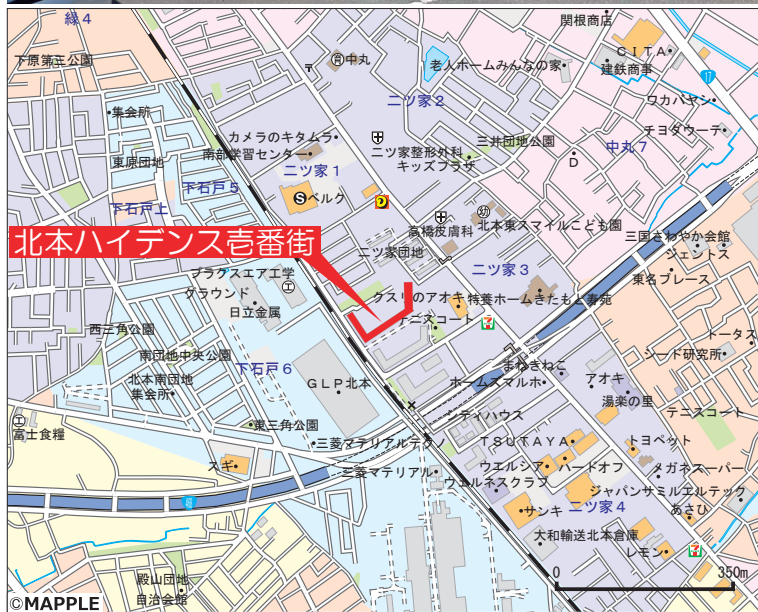 緑4
関根商店
下原第三公園
中丸
CITA
老人ホームみんなの家
建鉄商事
17
集会所
二ツ家2
ワカバヤシ
カメラのキタムラ
チヨダウーテ
南部学習センター
二ツ家整形外科
三井団地公園
中丸7
東原団地
キッズプラザ
D
二ツ家1
下石戸5
Sベルク
下石戸上
幼
高橋皮膚科
北本東スマイルこども園
三国さわやか会館
北本ハイデンス壱番街
二ツ家団地
ジェントス
プラクスエア工学
二ツ家3
東名ブレース
グラウンド
工
クスリのアオキ
特養ホームきたもと寿苑
日立金属
テニスコート
西三角公園
トータス
南団地中央公園
まねきねこ
シード研究所
下石戸6
北本南団地
集会所
GLP北本
ホームズマルホ
アオキ
湯楽の里
テニスコート
東三角公園
シティハウス
工
富士食糧
三菱マテリアルテクノ
TSUTAYA
トヨペット
スギ
三菱マテリアル
ウエルシア
ハードオフ
メガネスーパー
ウェルネスクラブ
ジャパンサミルエルテック
サンキ
二ツ家4
あさひ
大和輸送北本倉庫
レモン
殿山団地
自治会館
0
350m
©MAPPLE